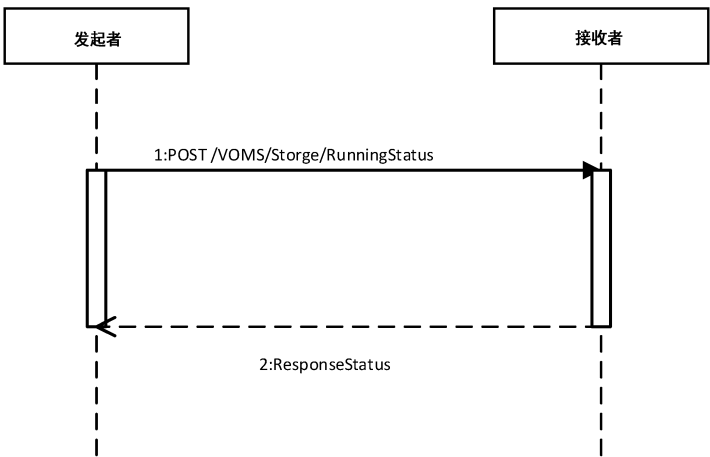 发起者
接收者
1:POST /VOMS/Storge/RunningStatus
2:ResponseStatus